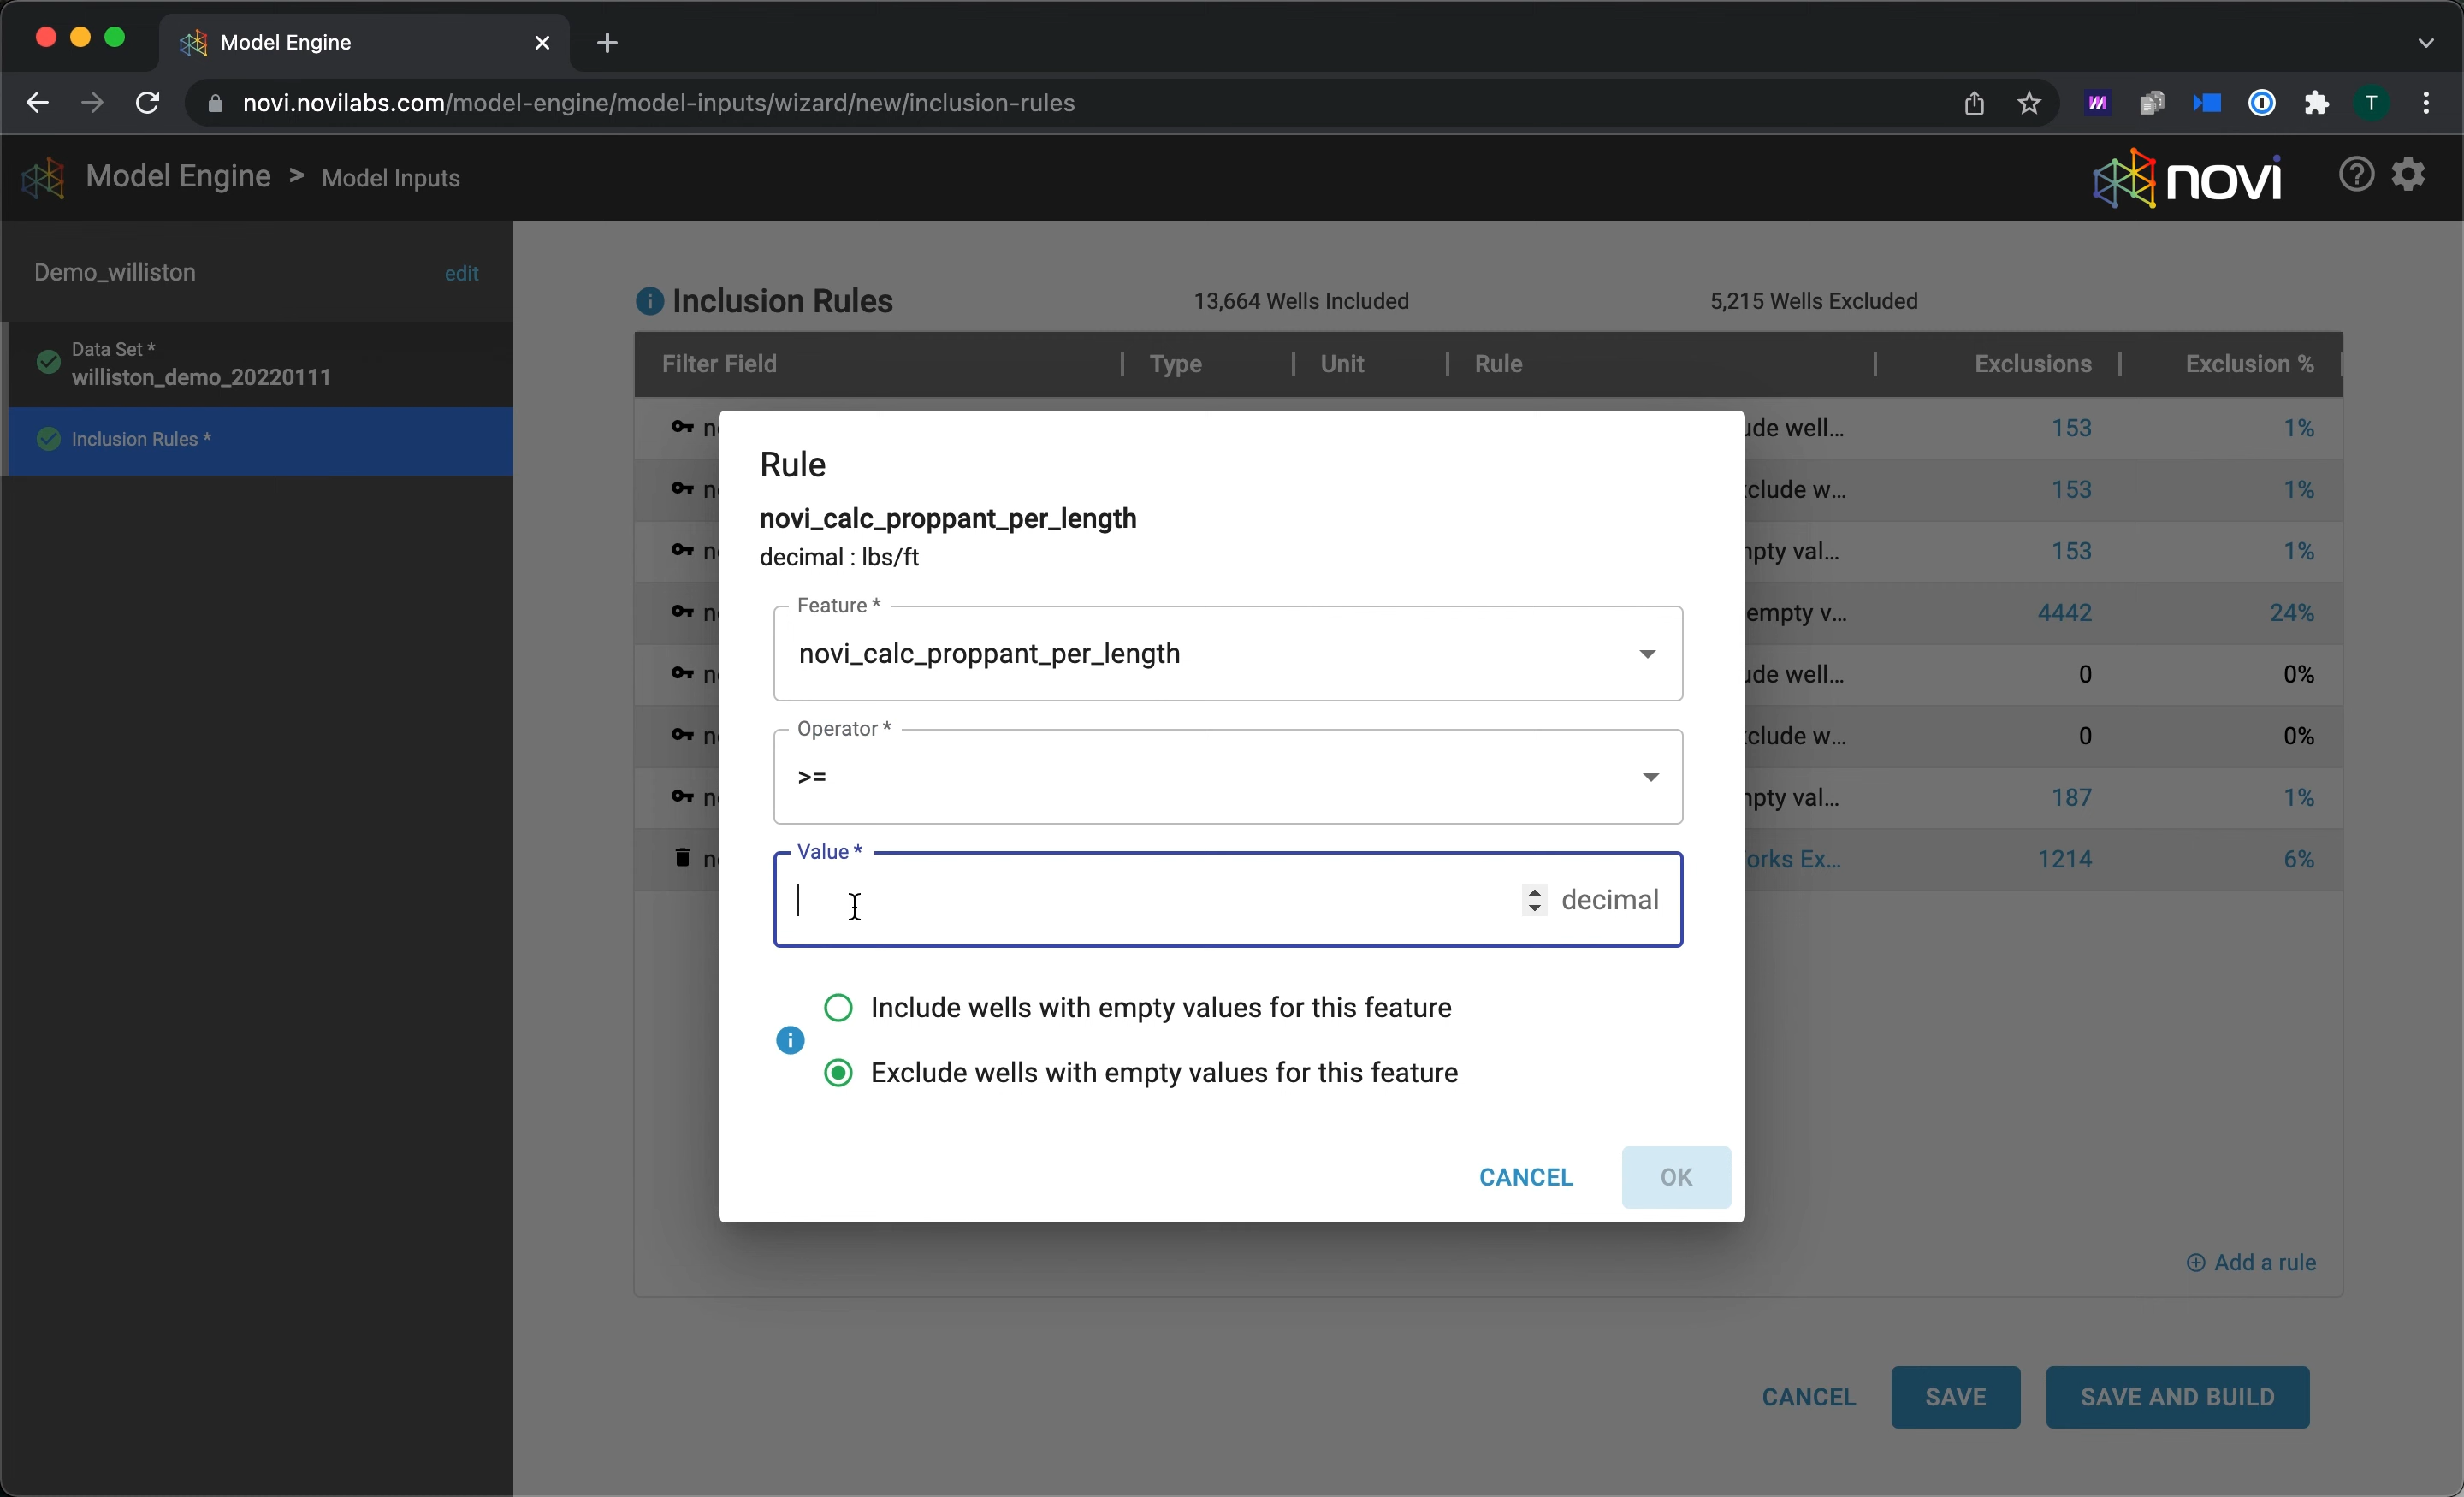 Model Engine
novi.novilabs.com/model-engine/model-inputs/wizard/new/inclusion-rules
T
Model Engine > Model Inputs
novi
Demo_williston edit
Data Set *
williston_demo_20220111
Inclusion Rules *
Inclusion Rules 13,664 Wells Included 5,215 Wells Excluded
Filter Field | Type | Unit | Rule | Exclusions | Exclusion %
ude well... 153 1%
clude w... 153 1%
npty val... 153 1%
empty v... 4442 24%
ude well... 0 0%
clude w... 0 0%
npty val... 187 1%
orks Ex... 1214 6%
Rule
novi_calc_proppant_per_length
decimal : lbs/ft
Feature *
novi_calc_proppant_per_length
Operator *
>=
Value *
decimal
Include wells with empty values for this feature
Exclude wells with empty values for this feature
CANCEL OK
Add a rule
CANCEL SAVE SAVE AND BUILD